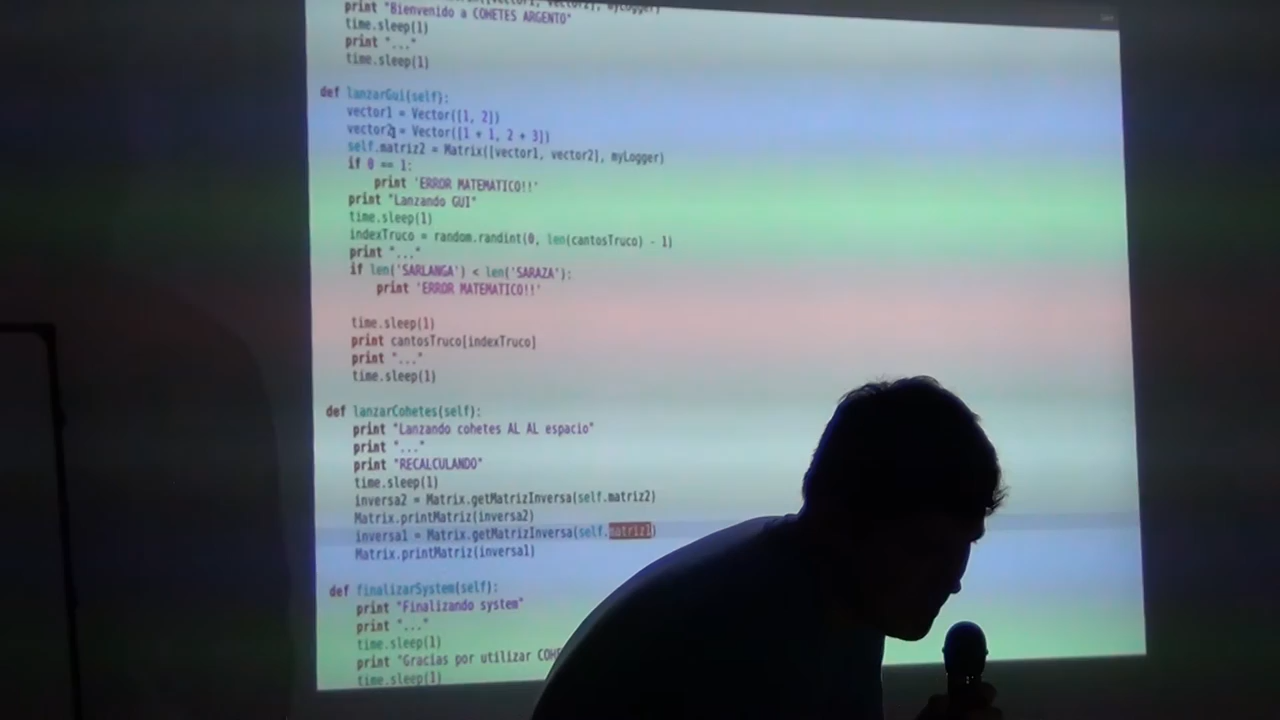 print "Bienvenido a COHETES ARGENTO"
time.sleep(1)
print "..."
time.sleep(1)
def lanzarGui(self):
vector1 = Vector([1, 2])
vector2 = Vector([1 + 1, 2 + 3])
self.matriz2 = Matrix([vector1, vector2], myLogger)
if 0 == 1:
print 'ERROR MATEMATICO!!'
print "Lanzando GUI"
time.sleep(1)
indexTruco = random.randint(0, len(cantosTruco) - 1)
print "..."
if len('SARLANGA') < len('SARAZA'):
print 'ERROR MATEMATICO!!'
time.sleep(1)
print cantosTruco[indexTruco]
print "..."
time.sleep(1)
def lanzarCohetes(self):
print "Lanzando cohetes AL AL espacio"
print "..."
print "RECALCULANDO"
time.sleep(1)
inversa2 = Matrix.getMatrizInversa(self.matriz2)
Matrix.printMatriz(inversa2)
inversa1 = Matrix.getMatrizInversa(self.matriz1)
Matrix.printMatriz(inversa1)
def finalizarSystem(self):
print "Finalizando system"
print "..."
time.sleep(1)
print "Gracias por utilizar COH
time.sleep(1)